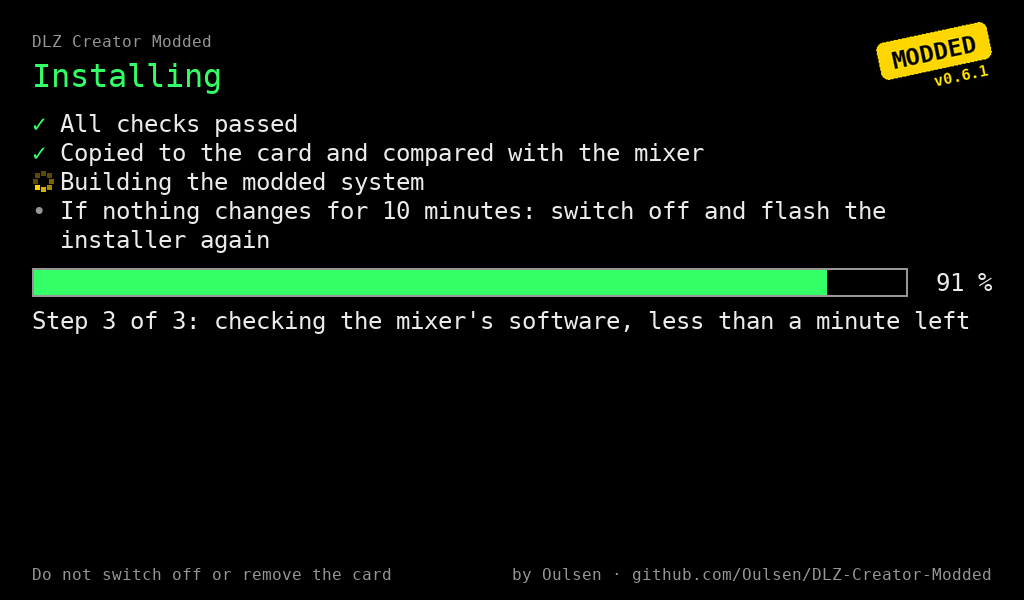 DLZ Creator Modded
Installing
MODDED
v0.6.1
✓ All checks passed
✓ Copied to the card and compared with the mixer
Building the modded system
• If nothing changes for 10 minutes: switch off and flash the
installer again
91 %
Step 3 of 3: checking the mixer's software, less than a minute left
Do not switch off or remove the card
by Oulsen · github.com/Oulsen/DLZ-Creator-Modded